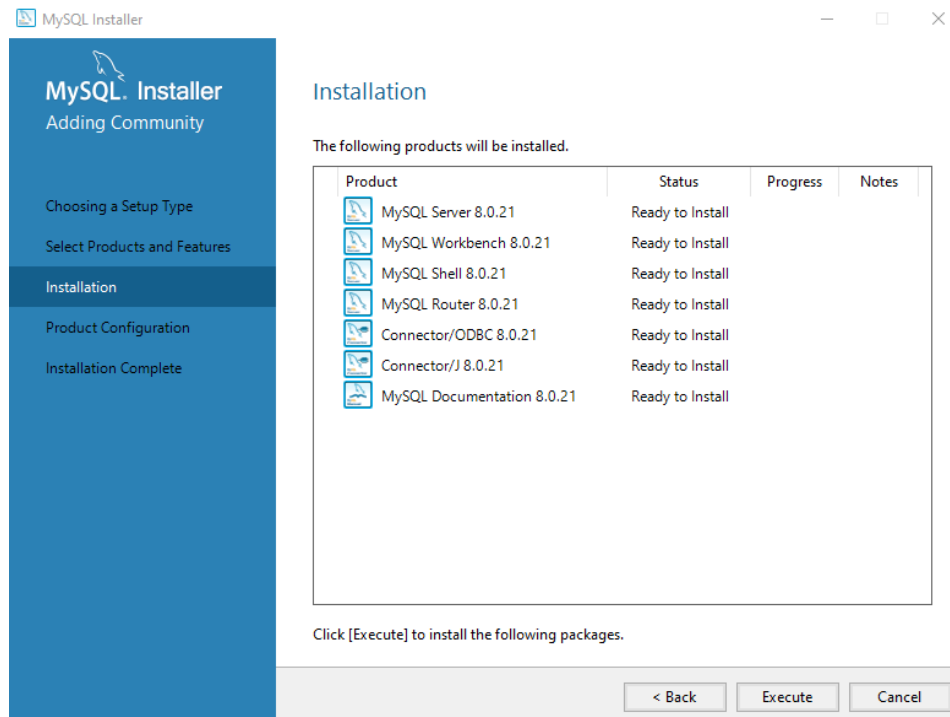 MySQL Installer
MySQL. Installer
Adding Community
Choosing a Setup Type
Select Products and Features
Installation
Product Configuration
Installation Complete
Installation
The following products will be installed.
Product Status Progress Notes
MySQL Server 8.0.21 Ready to Install
MySQL Workbench 8.0.21 Ready to Install
MySQL Shell 8.0.21 Ready to Install
MySQL Router 8.0.21 Ready to Install
Connector/ODBC 8.0.21 Ready to Install
Connector/J 8.0.21 Ready to Install
MySQL Documentation 8.0.21 Ready to Install
Click [Execute] to install the following packages.
< Back Execute Cancel